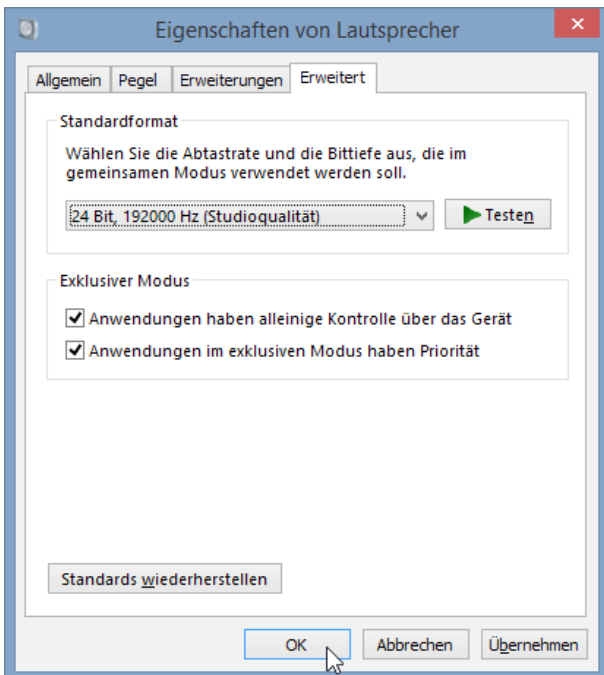 Eigenschaften von Lautsprecher
Allgemein Pegel Erweiterungen Erweitert
Standardformat
Wählen Sie die Abtastrate und die Bittiefe aus, die im
gemeinsamen Modus verwendet werden soll.
24 Bit, 192000 Hz (Studioqualität) Testen
Exklusiver Modus
Anwendungen haben alleinige Kontrolle über das Gerät
Anwendungen im exklusiven Modus haben Priorität
Standards wiederherstellen
OK Abbrechen Übernehmen